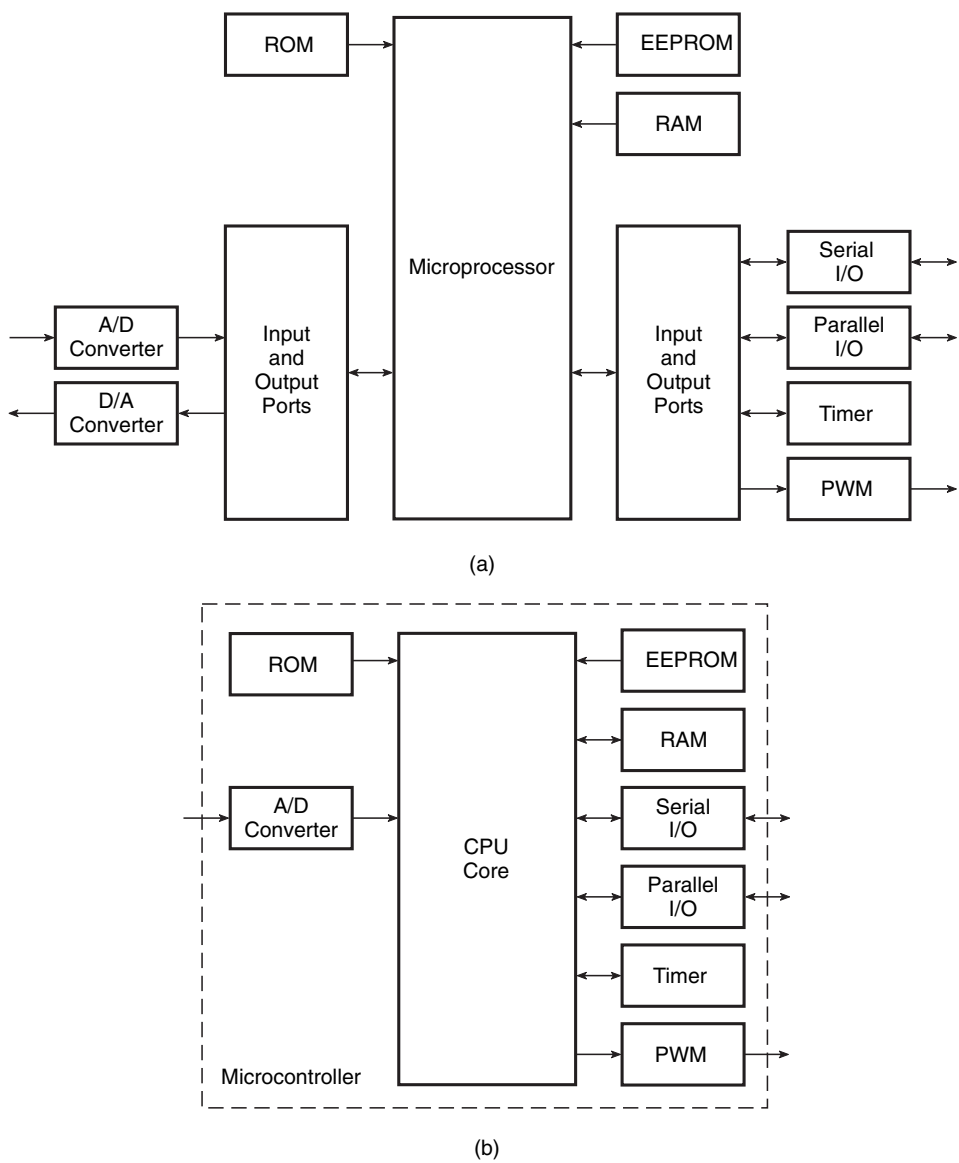 ROM
EEPROM
RAM
Microprocessor
A/D
Converter
D/A
Converter
Input
and
Output
Ports
Input
and
Output
Ports
Serial
I/O
Parallel
I/O
Timer
PWM
(a)
ROM
EEPROM
RAM
A/D
Converter
CPU
Core
Serial
I/O
Parallel
I/O
Timer
PWM
Microcontroller
(b)